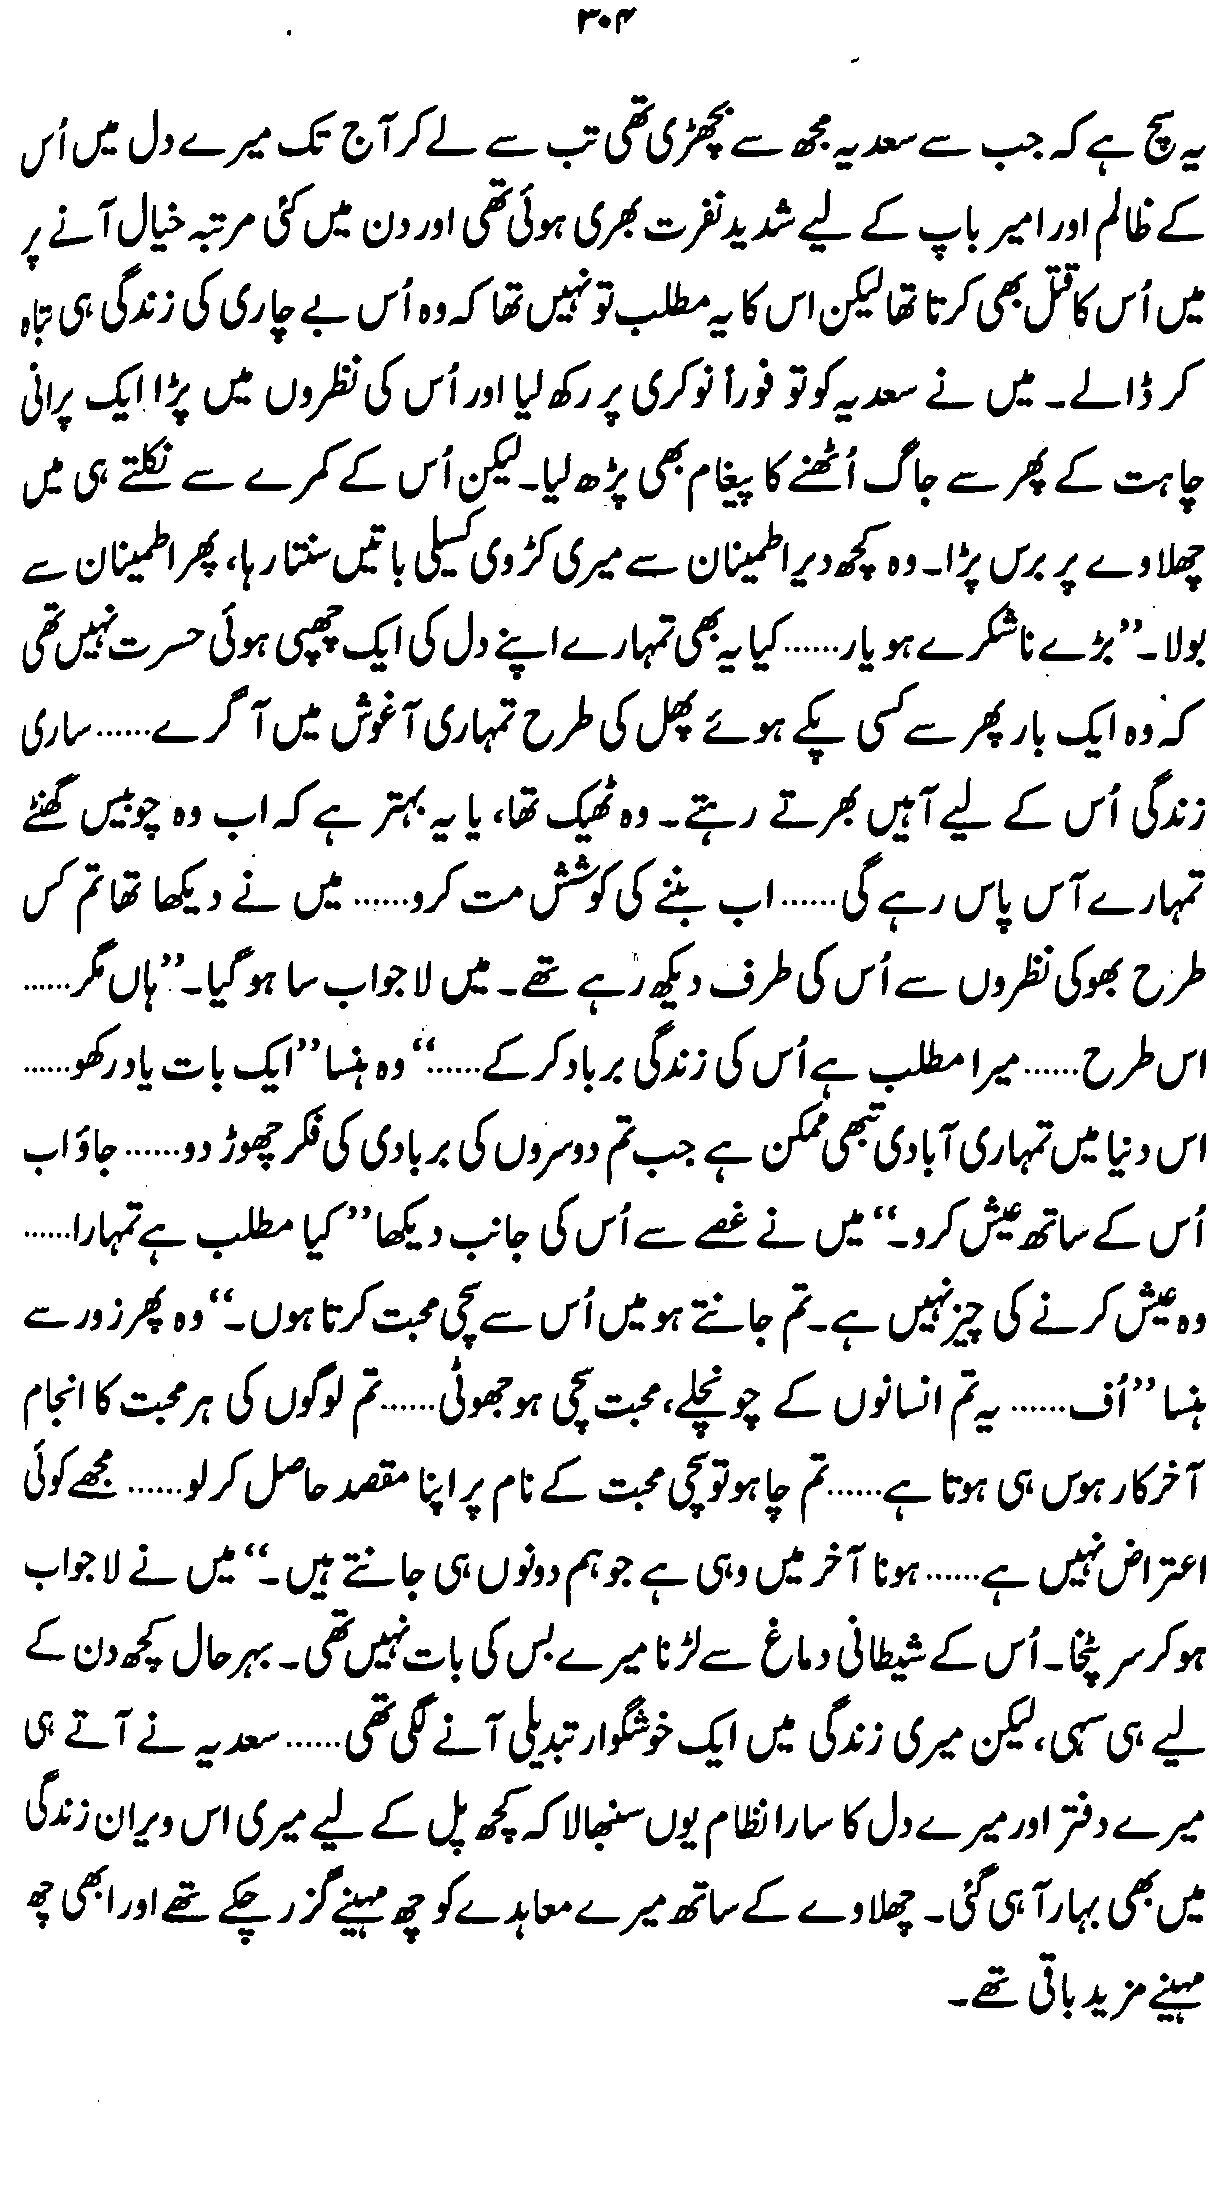 ۳۰۴
یہ سچ ہے کہ جب سے سعدیہ مجھ سے بچھڑی تھی تب سے لے کر آج تک میرے دل میں اُس
کے ظالم اور امیر باپ کے لیے شدید نفرت بھری ہوئی تھی اور دن میں کئی مرتبہ خیال آنے پر
میں اُس کا قتل بھی کرتا تھا لیکن اس کا یہ مطلب تو نہیں تھا کہ وہ اُس بے چاری کی زندگی ہی تباہ
کر ڈالے۔ میں نے سعدیہ کو تو فوراً نوکری پر رکھ لیا اور اُس کی نظروں میں پڑا ایک پرانی
چاہت کے پھر سے جاگ اُٹھنے کا پیغام بھی پڑھ لیا۔ لیکن اُس کے کمرے سے نکلتے ہی میں
چھلاوے پر برس پڑا۔ وہ کچھ دیر اطمینان سے میری کڑوی کسیلی باتیں سنتا رہا، پھر اطمینان سے
بولا۔ ”بڑے ناشکرے ہو یار...... کیا یہ بھی تمہارے اپنے دل کی ایک چھپی ہوئی حسرت نہیں تھی
کہ وہ ایک بار پھر سے کسی پکے ہوئے پھل کی طرح تمہاری آغوش میں آ گرے...... ساری
زندگی اُس کے لیے آہیں بھرتے رہتے۔ وہ ٹھیک تھا، یا یہ بہتر ہے کہ اب وہ چوبیس گھنٹے
تمہارے آس پاس رہے گی...... اب بننے کی کوشش مت کرو...... میں نے دیکھا تھا تم کس
طرح بھوکی نظروں سے اُس کی طرف دیکھ رہے تھے۔ میں لاجواب سا ہو گیا۔ ”ہاں مگر......
اس طرح...... میرا مطلب ہے اُس کی زندگی برباد کر کے......“ وہ ہنسا ”ایک بات یاد رکھو......
اس دنیا میں تمہاری آبادی تبھی ممکن ہے جب تم دوسروں کی بربادی کی فکر چھوڑ دو...... جاؤ اب
اُس کے ساتھ عیش کرو۔“ میں نے غصے سے اُس کی جانب دیکھا ”کیا مطلب ہے تمہارا......
وہ عیش کرنے کی چیز نہیں ہے۔ تم جانتے ہو میں اُس سے سچی محبت کرتا ہوں۔“ وہ پھر زور سے
ہنسا ”اُف...... یہ تم انسانوں کے چونچلے، محبت سچی ہو جھوٹی...... تم لوگوں کی ہر محبت کا انجام
آخر کار ہوس ہی ہوتا ہے...... تم چاہو تو سچی محبت کے نام پر اپنا مقصد حاصل کر لو...... مجھے کوئی
اعتراض نہیں ہے...... ہونا آخر میں وہی ہے جو ہم دونوں ہی جانتے ہیں۔“ میں نے لاجواب
ہو کر سر پٹخا۔ اُس کے شیطانی دماغ سے لڑنا میرے بس کی بات نہیں تھی۔ بہرحال کچھ دن کے
لیے ہی سہی، لیکن میری زندگی میں ایک خوشگوار تبدیلی آنے لگی تھی...... سعدیہ نے آتے ہی
میرے دفتر اور میرے دل کا سارا نظام یوں سنبھالا کہ کچھ پل کے لیے میری اس ویران زندگی
میں بھی بہار آ ہی گئی۔ چھلاوے کے ساتھ میرے معاہدے کو چھ مہینے گزر چکے تھے اور ابھی چھ
مہینے مزید باقی تھے۔